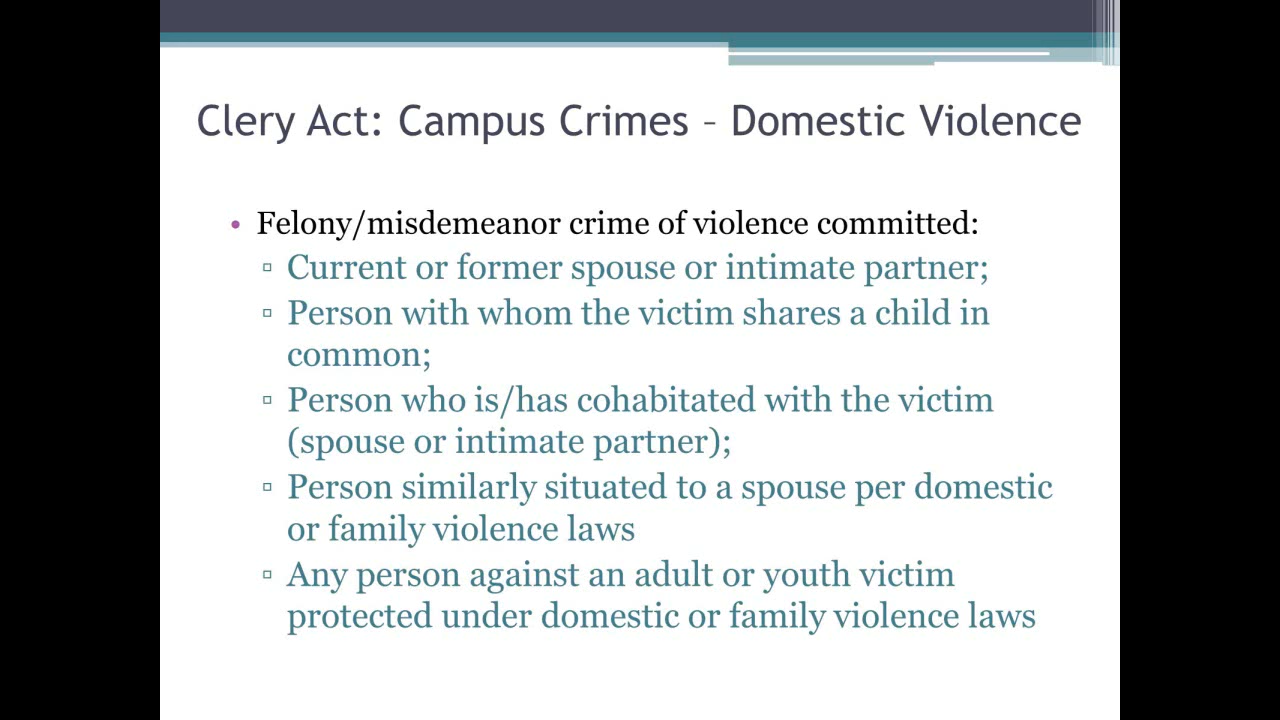 Clery Act: Campus Crimes – Domestic Violence
• Felony/misdemeanor crime of violence committed:
▫ Current or former spouse or intimate partner;
▫ Person with whom the victim shares a child in
common;
▫ Person who is/has cohabitated with the victim
(spouse or intimate partner);
▫ Person similarly situated to a spouse per domestic
or family violence laws
▫ Any person against an adult or youth victim
protected under domestic or family violence laws